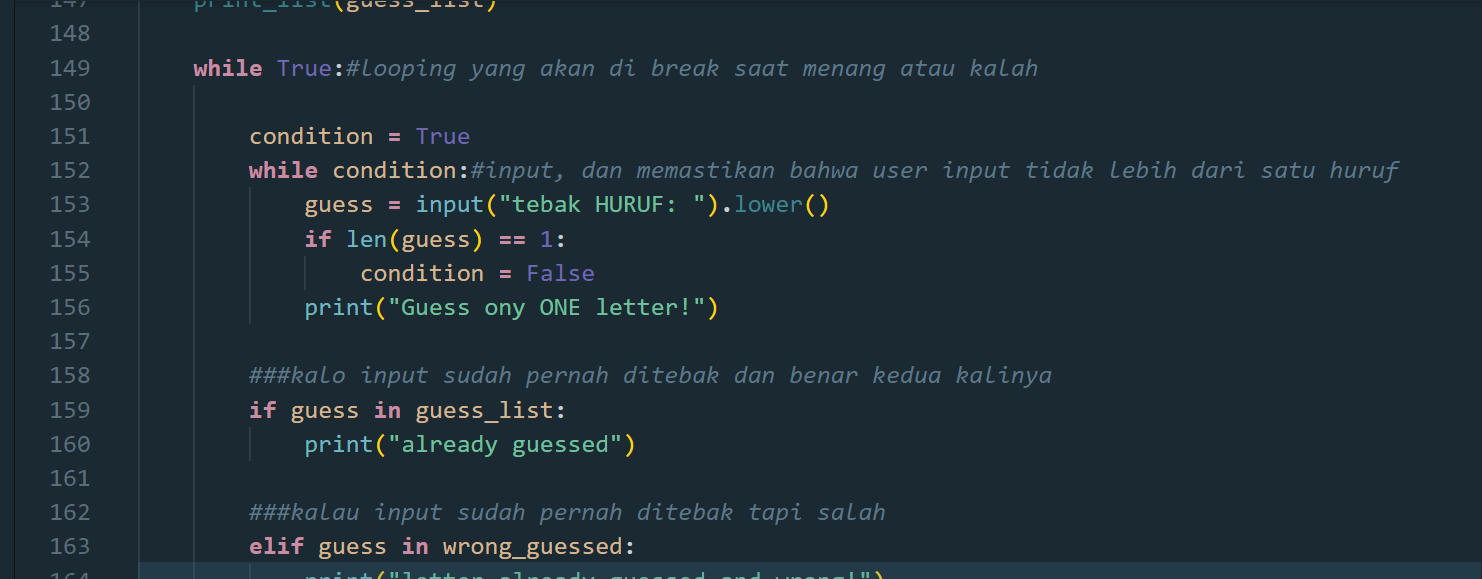 147 print_list(guess_list)
148
149 while True:#looping yang akan di break saat menang atau kalah
150
151 condition = True
152 while condition:#input, dan memastikan bahwa user input tidak lebih dari satu huruf
153 guess = input("tebak HURUF: ").lower()
154 if len(guess) == 1:
155 condition = False
156 print("Guess ony ONE letter!")
157
158 ###kalo input sudah pernah ditebak dan benar kedua kalinya
159 if guess in guess_list:
160 print("already guessed")
161
162 ###kalau input sudah pernah ditebak tapi salah
163 elif guess in wrong_guessed:
164 print("letter already guessed and wrong!")